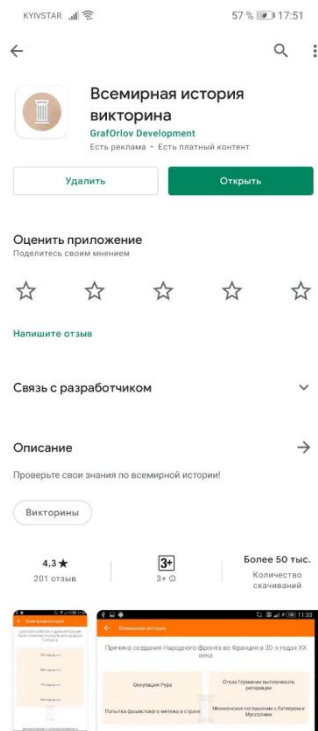 KYIVSTAR 57 % 17:51
Всемирная история
викторина
GrafOrlov Development
Есть реклама • Есть платный контент
Удалить Открыть
Оценить приложение
Поделитесь своим мнением
Напишите отзыв
Связь с разработчиком
Описание
Проверьте свои знания по всемирной истории!
Викторины
4,3 ★ 3+ Более 50 тыс.
201 отзыв 3+ Количество
скачиваний
11:33
Всемирная история
Причина создания Народного фронта во Франции в 30-х годах XX
века
Оккупация Рура
Отказ Германии выплачивать
репарации
Попытка фашистского мятежа в стране
Мюнхенское соглашение с Гитлером и
Муссолини